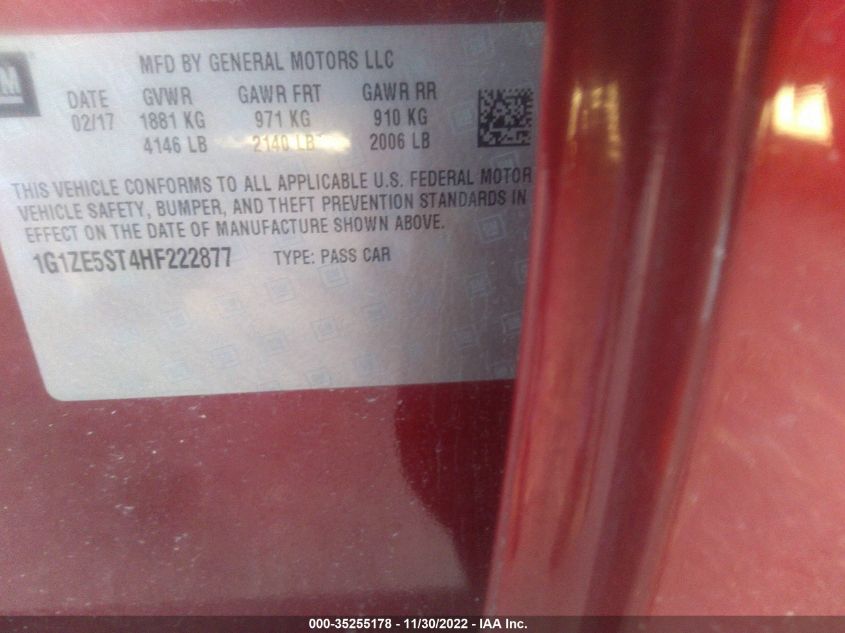 GM
MFD BY GENERAL MOTORS LLC
DATE GVWR GAWR FRT GAWR RR
02/17 1881 KG 971 KG 910 KG
4146 LB 2140 LB 2006 LB
THIS VEHICLE CONFORMS TO ALL APPLICABLE U.S. FEDERAL MOTOR
VEHICLE SAFETY, BUMPER, AND THEFT PREVENTION STANDARDS IN
EFFECT ON THE DATE OF MANUFACTURE SHOWN ABOVE.
1G1ZE5ST4HF222877 TYPE: PASS CAR
000-35255178 - 11/30/2022 - IAA Inc.